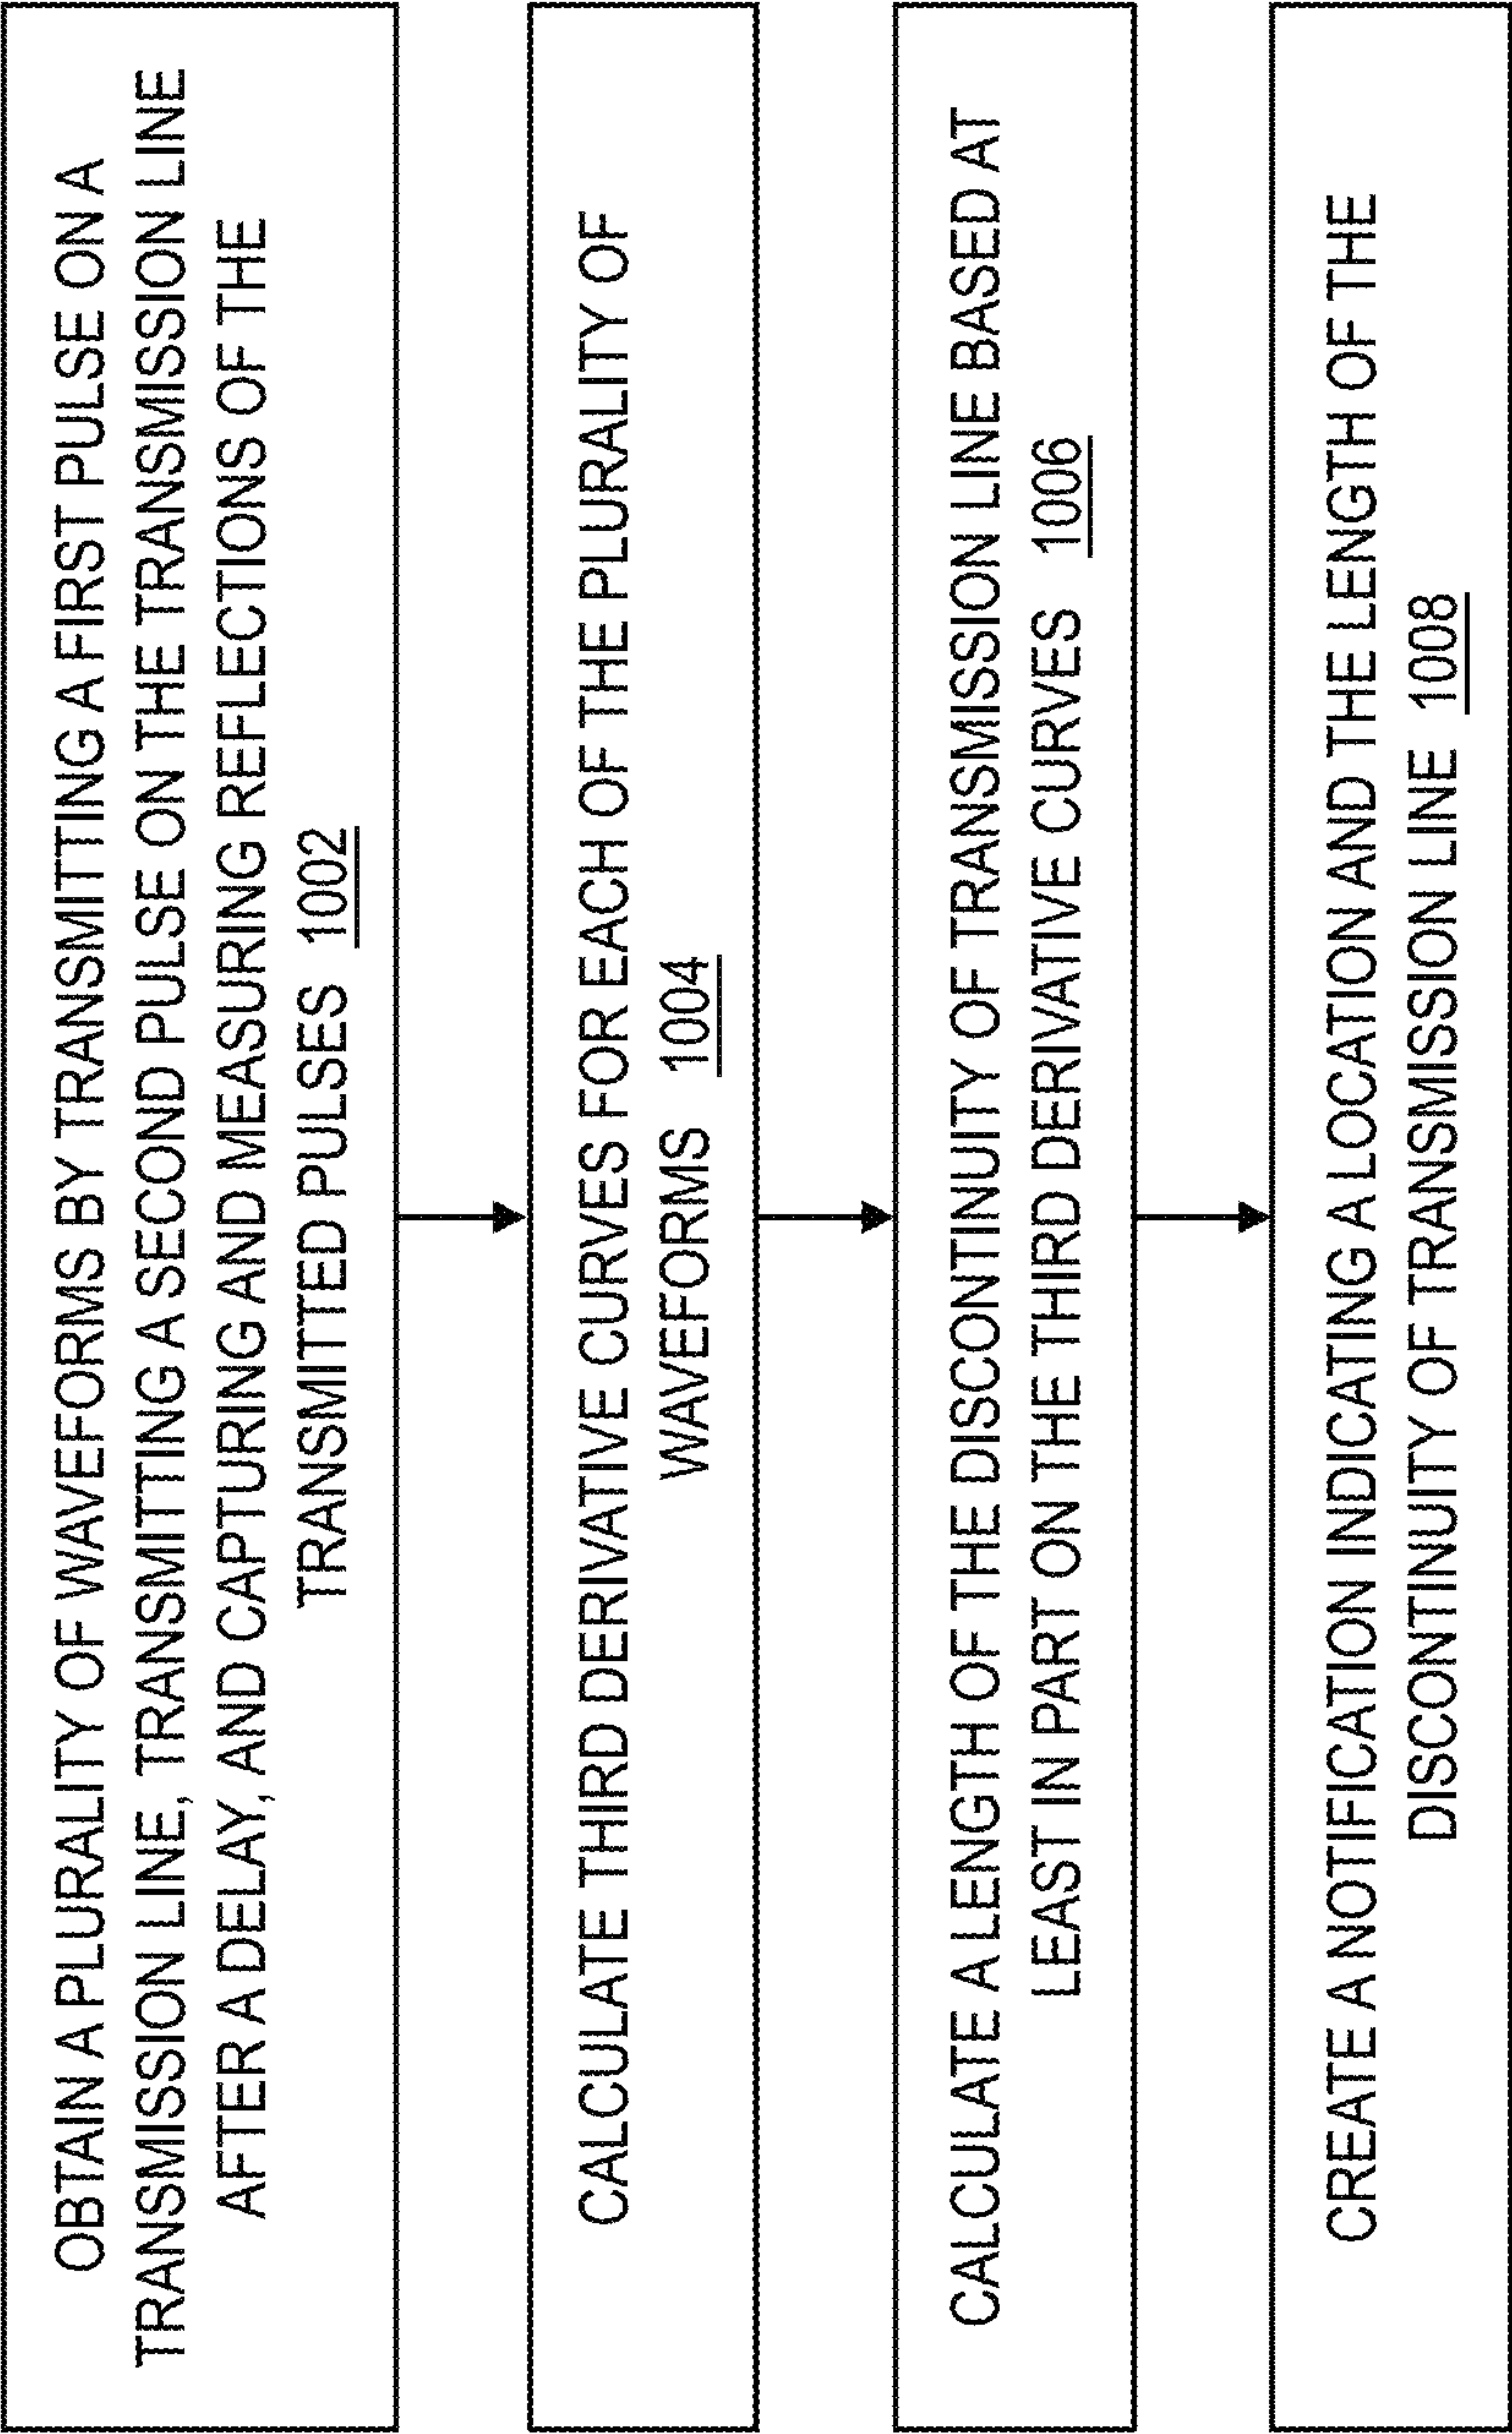 OBTAIN A PLURALITY OF WAVEFORMS BY TRANSMITTING A FIRST PULSE ON A
TRANSMISSION LINE, TRANSMITTING A SECOND PULSE ON THE TRANSMISSION LINE
AFTER A DELAY, AND CAPTURING AND MEASURING REFLECTIONS OF THE
TRANSMITTED PULSES 1002
CALCULATE THIRD DERIVATIVE CURVES FOR EACH OF THE PLURALITY OF
WAVEFORMS 1004
CALCULATE A LENGTH OF THE DISCONTINUITY OF TRANSMISSION LINE BASED AT
LEAST IN PART ON THE THIRD DERIVATIVE CURVES 1006
CREATE A NOTIFICATION INDICATING A LOCATION AND THE LENGTH OF THE
DISCONTINUITY OF TRANSMISSION LINE 1008